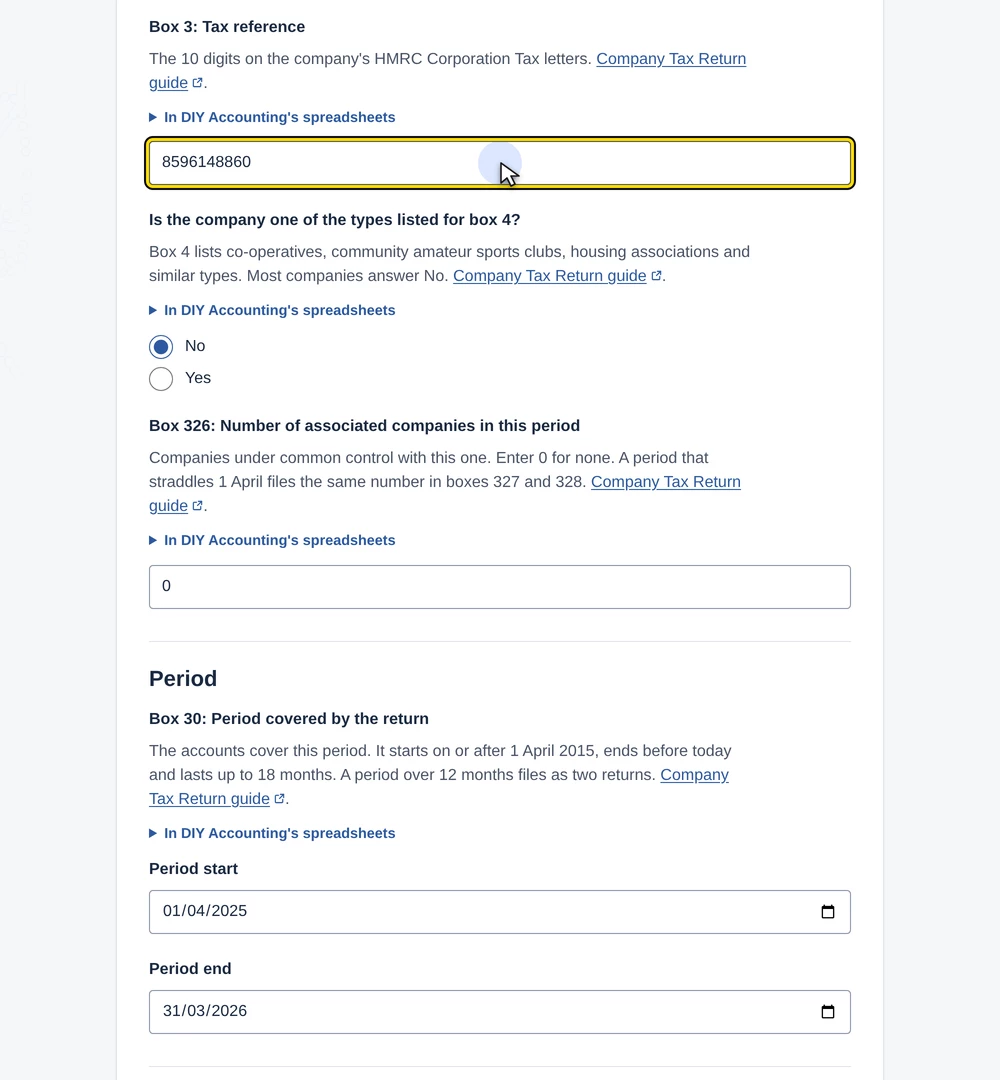 Box 3: Tax reference
The 10 digits on the company's HMRC Corporation Tax letters. Company Tax Return
guide.
In DIY Accounting's spreadsheets
8596148860
Is the company one of the types listed for box 4?
Box 4 lists co-operatives, community amateur sports clubs, housing associations and
similar types. Most companies answer No. Company Tax Return guide.
In DIY Accounting's spreadsheets
No
Yes
Box 326: Number of associated companies in this period
Companies under common control with this one. Enter 0 for none. A period that
straddles 1 April files the same number in boxes 327 and 328. Company Tax Return
guide.
In DIY Accounting's spreadsheets
0
Period
Box 30: Period covered by the return
The accounts cover this period. It starts on or after 1 April 2015, ends before today
and lasts up to 18 months. A period over 12 months files as two returns. Company
Tax Return guide.
In DIY Accounting's spreadsheets
Period start
01/04/2025
Period end
31/03/2026